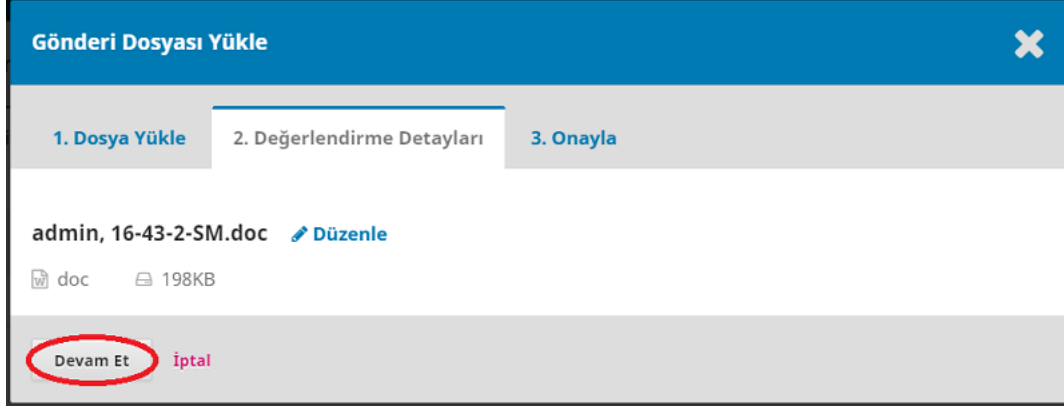 Gönderi Dosyası Yükle
1. Dosya Yükle 2. Değerlendirme Detayları 3. Onayla
admin, 16-43-2-SM.doc Düzenle
doc 198KB
Devam Et İptal